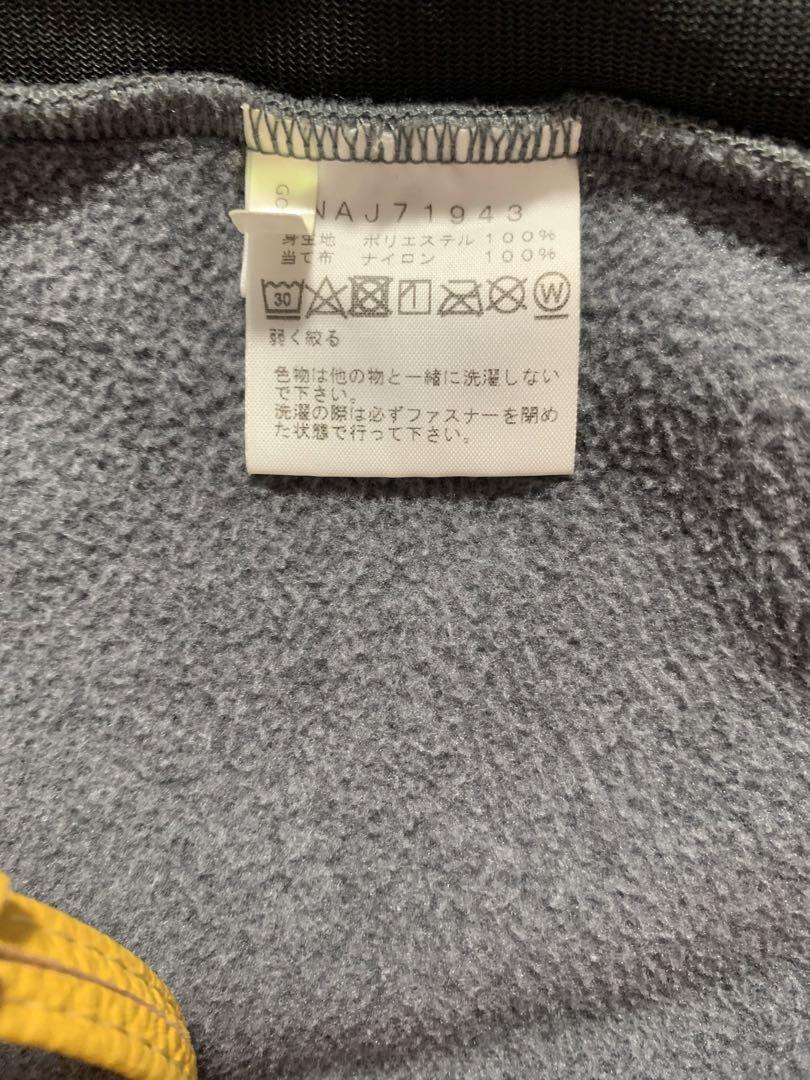 GO
NAJ71943
身生地 ポリエステル 100%
当て布 ナイロン 100%
30 W
弱く絞る
色物は他の物と一緒に洗濯しない
で下さい。
洗濯の際は必ずファスナーを閉め
た状態で行って下さい。